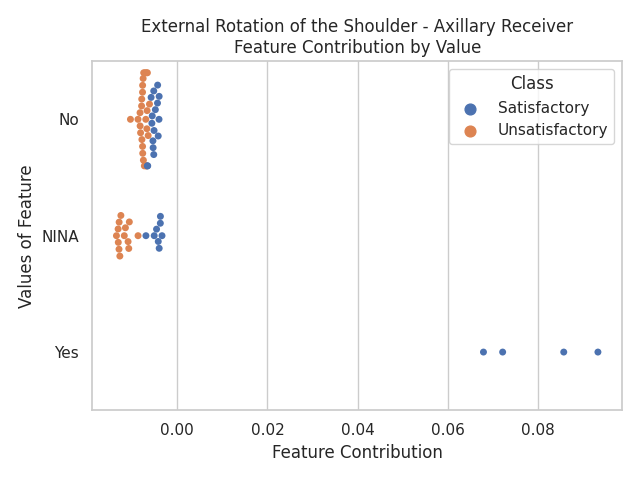 External Rotation of the Shoulder - Axillary Receiver
Feature Contribution by Value
Class
Satisfactory
Unsatisfactory
No
NINA
Yes
Values of Feature
0.00 0.02 0.04 0.06 0.08
Feature Contribution